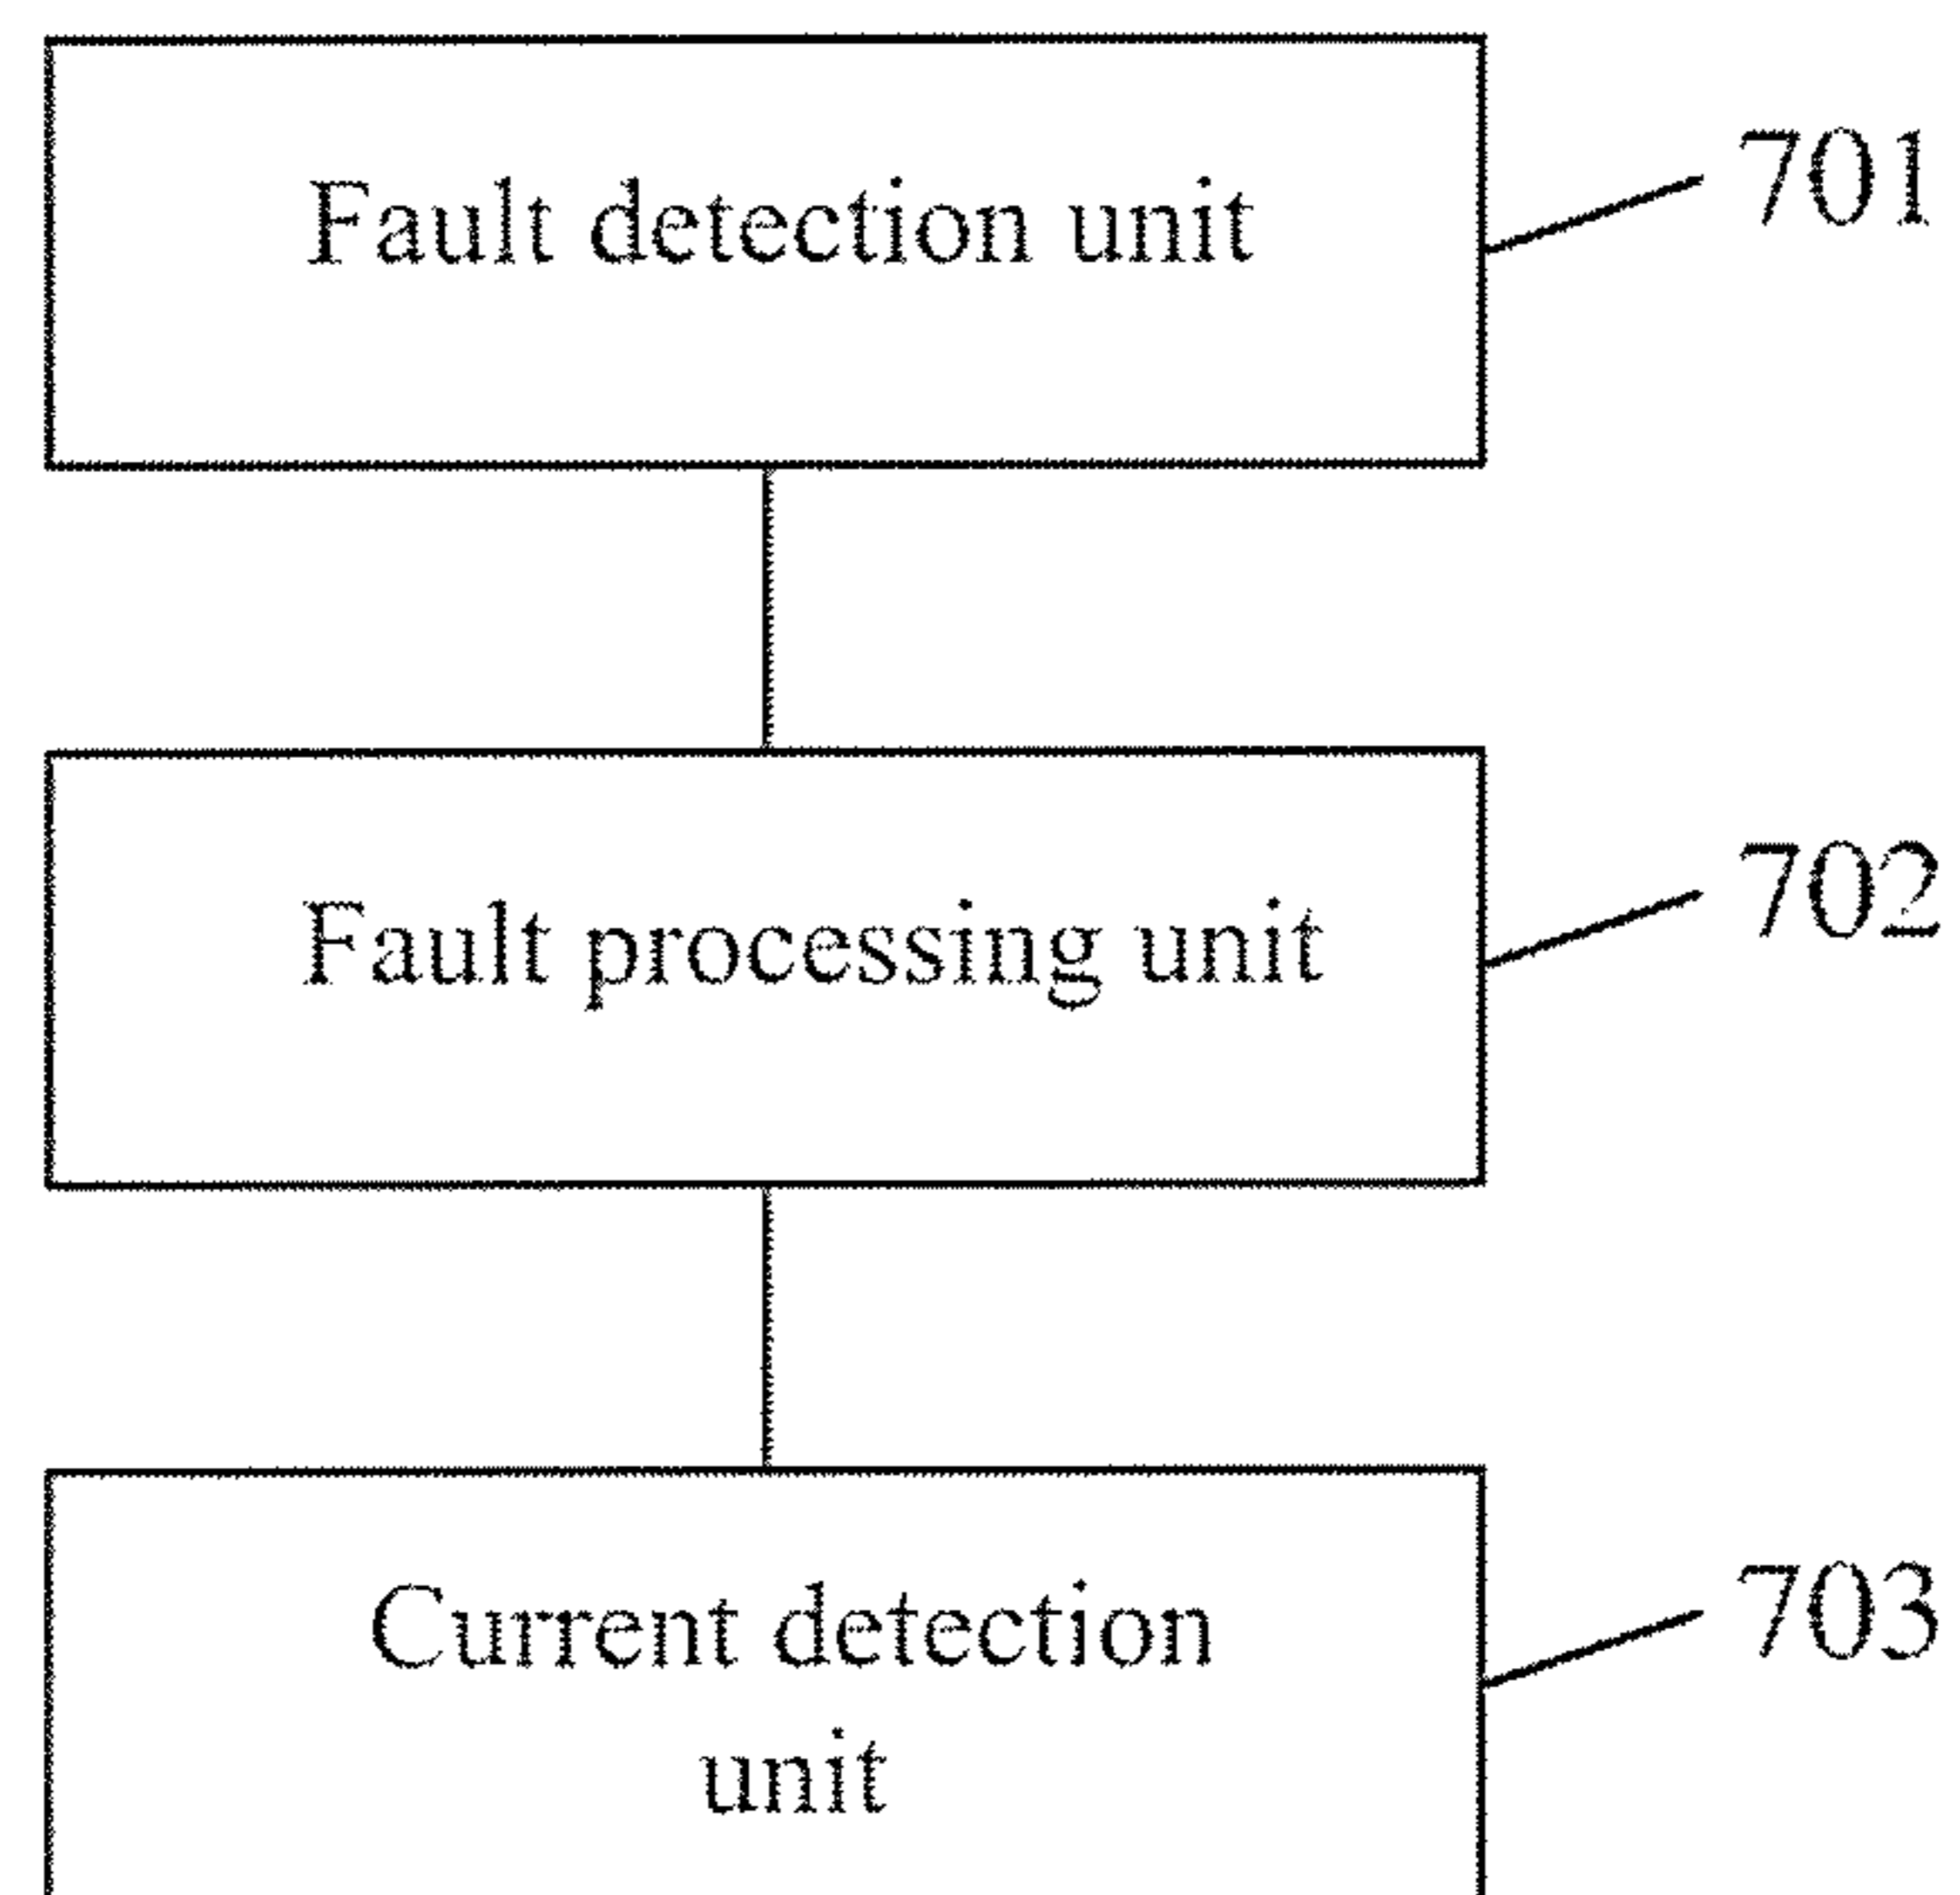 Fault detection unit
701
Fault processing unit
702
Current detection
unit
703